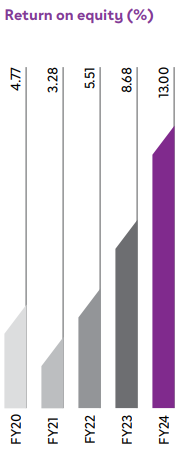 Return on equity (%)
4.77
3.28
5.51
8.68
13.00
FY20
FY21
FY22
FY23
FY24